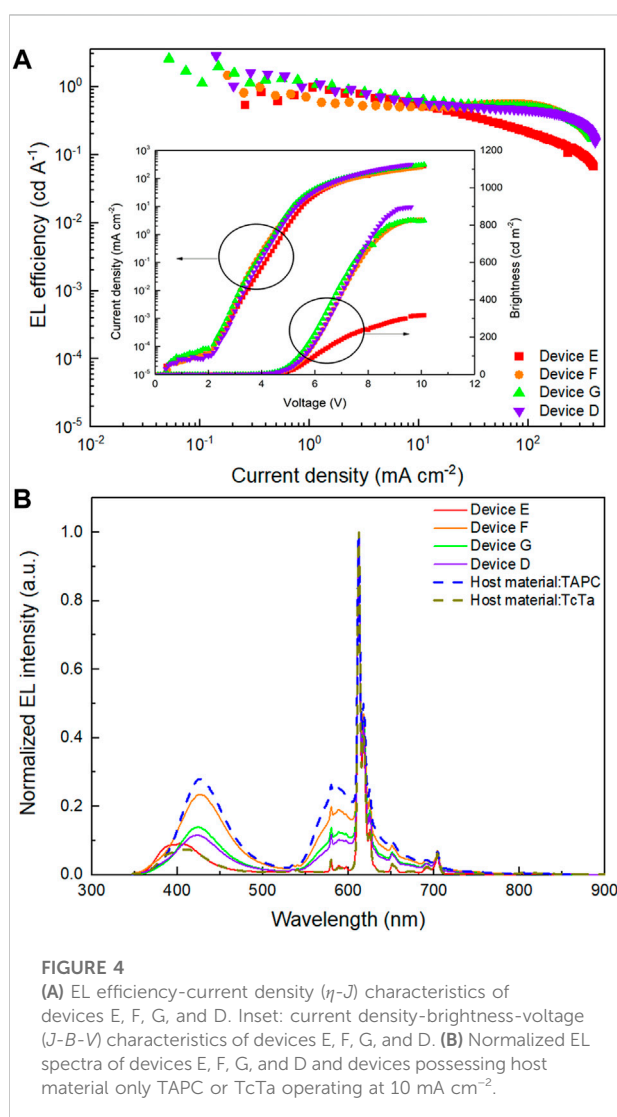 A
EL efficiency (cd A⁻¹)
10¹
10⁰
10⁻¹
10⁻²
10⁻³
10⁻⁴
10⁻⁵
10⁻²
10⁻¹
10⁰
10¹
10²
Current density (mA cm⁻²)
Current density (mA cm⁻²)
10³
10²
10¹
10⁰
10⁻¹
10⁻²
10⁻³
10⁻⁴
10⁻⁵
0
2
4
6
8
10
12
Voltage (V)
1200
1000
800
600
400
200
0
Brightness (cd m⁻²)
Device E
Device F
Device G
Device D
B
Normalized EL intensity (a.u.)
1.0
0.8
0.6
0.4
0.2
0.0
300
400
500
600
700
800
900
Wavelength (nm)
Device E
Device F
Device G
Device D
Host material:TAPC
Host material:TcTa
FIGURE 4
(A) EL efficiency-current density (η-J) characteristics of
devices E, F, G, and D. Inset: current density-brightness-voltage
(J-B-V) characteristics of devices E, F, G, and D. (B) Normalized EL
spectra of devices E, F, G, and D and devices possessing host
material only TAPC or TcTa operating at 10 mA cm⁻².